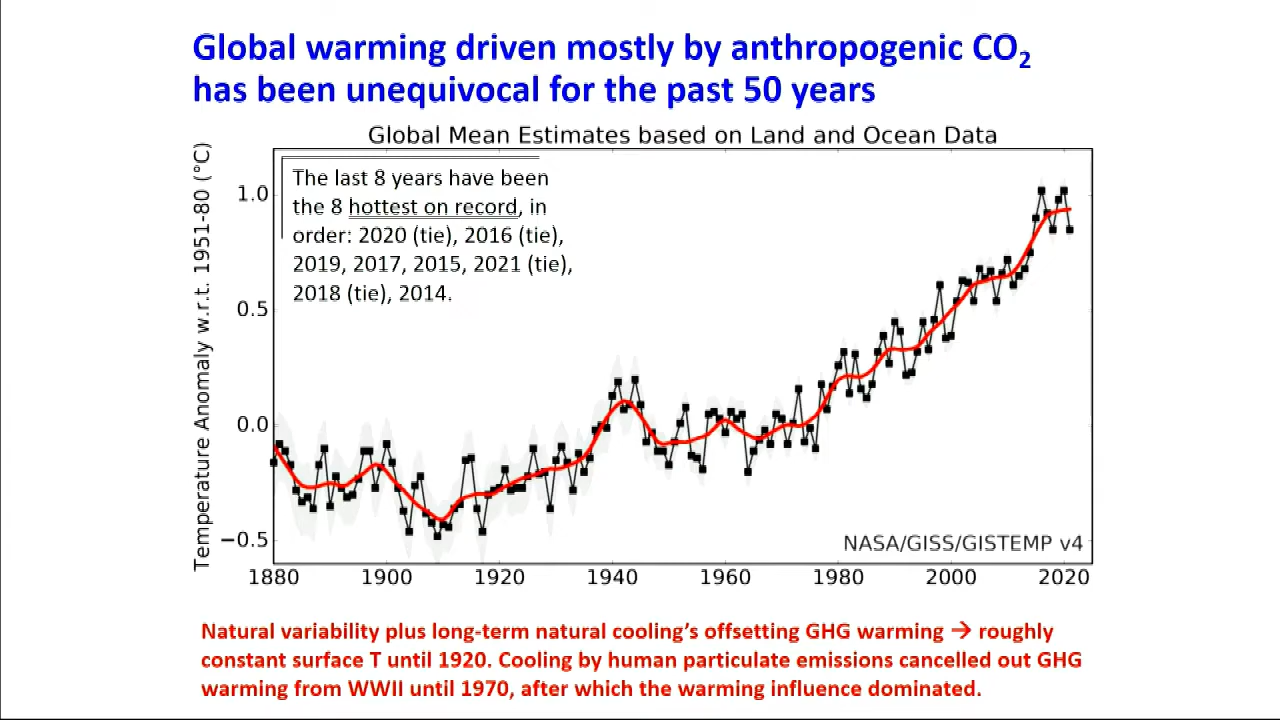 Global warming driven mostly by anthropogenic CO₂
has been unequivocal for the past 50 years
Global Mean Estimates based on Land and Ocean Data
Temperature Anomaly w.r.t. 1951-80 (°C)
The last 8 years have been
the 8 hottest on record, in
order: 2020 (tie), 2016 (tie),
2019, 2017, 2015, 2021 (tie),
2018 (tie), 2014.
1.0
0.5
0.0
−0.5
NASA/GISS/GISTEMP v4
1880 1900 1920 1940 1960 1980 2000 2020
Natural variability plus long-term natural cooling’s offsetting GHG warming → roughly
constant surface T until 1920. Cooling by human particulate emissions cancelled out GHG
warming from WWII until 1970, after which the warming influence dominated.